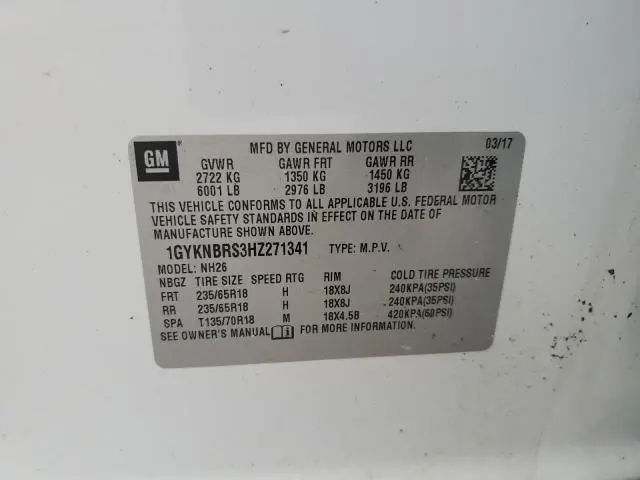 GM ® MFD BY GENERAL MOTORS LLC 03/17
GVWR GAWR FRT GAWR RR
2722 KG 1350 KG 1450 KG
6001 LB 2976 LB 3196 LB
THIS VEHICLE CONFORMS TO ALL APPLICABLE U.S. FEDERAL MOTOR
VEHICLE SAFETY STANDARDS IN EFFECT ON THE DATE OF
MANUFACTURE SHOWN ABOVE.
1GYKNBRS3HZ271341 TYPE: M.P.V.
MODEL: NH26
NBGZ TIRE SIZE SPEED RTG RIM COLD TIRE PRESSURE
FRT 235/65R18 H 18X8J 240KPA(35PSI)
RR 235/65R18 H 18X8J 240KPA(35PSI)
SPA T135/70R18 M 18X4.5B 420KPA(60PSI)
SEE OWNER'S MANUAL FOR MORE INFORMATION.